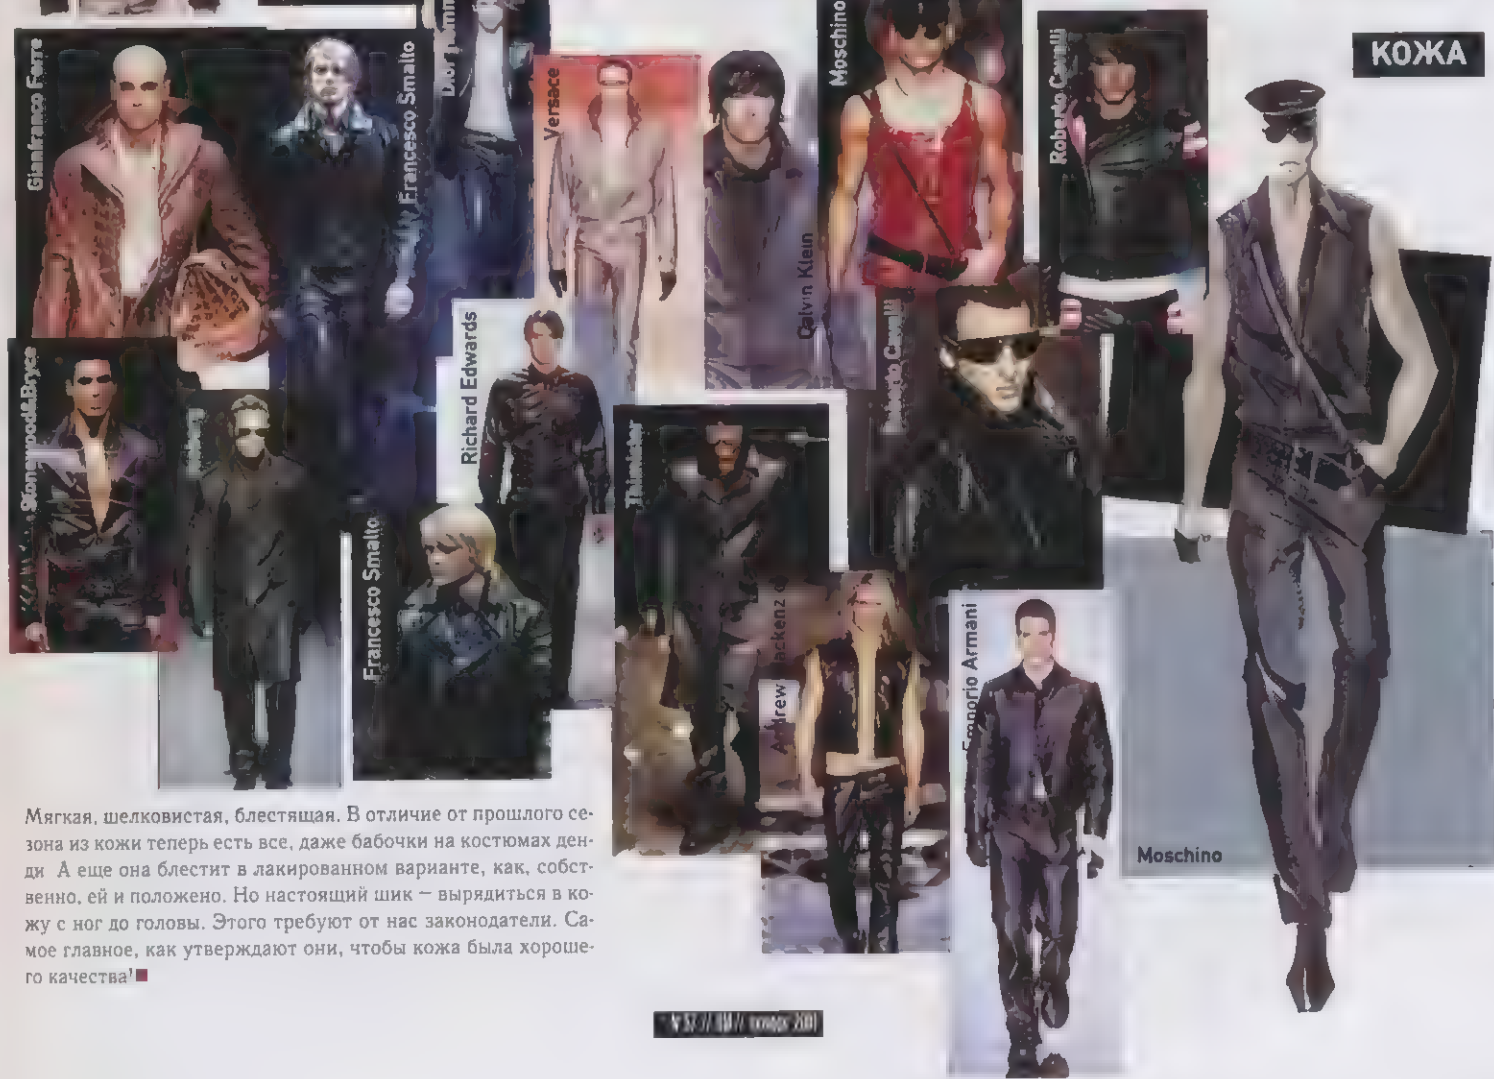 КОЖА
Gianfranco Ferre
Francesco Smalto
Dior
Versace
Moschino
Roberto Cavalli
Calvin Klein
Richard Edwards
Cavalli
Francesco Smalto
Andrew
Emporio Armani
Moschino
Мягкая, шелковистая, блестящая. В отличие от прошлого се-
зона из кожи теперь есть все, даже бабочки на костюмах ден-
ди А еще она блестит в лакированном варианте, как, собст-
венно, ей и положено. Но настоящий шик — вырядиться в ко-
жу с ног до головы. Этого требуют от нас законодатели. Са-
мое главное, как утверждают они, чтобы кожа была хороше-
го качества!